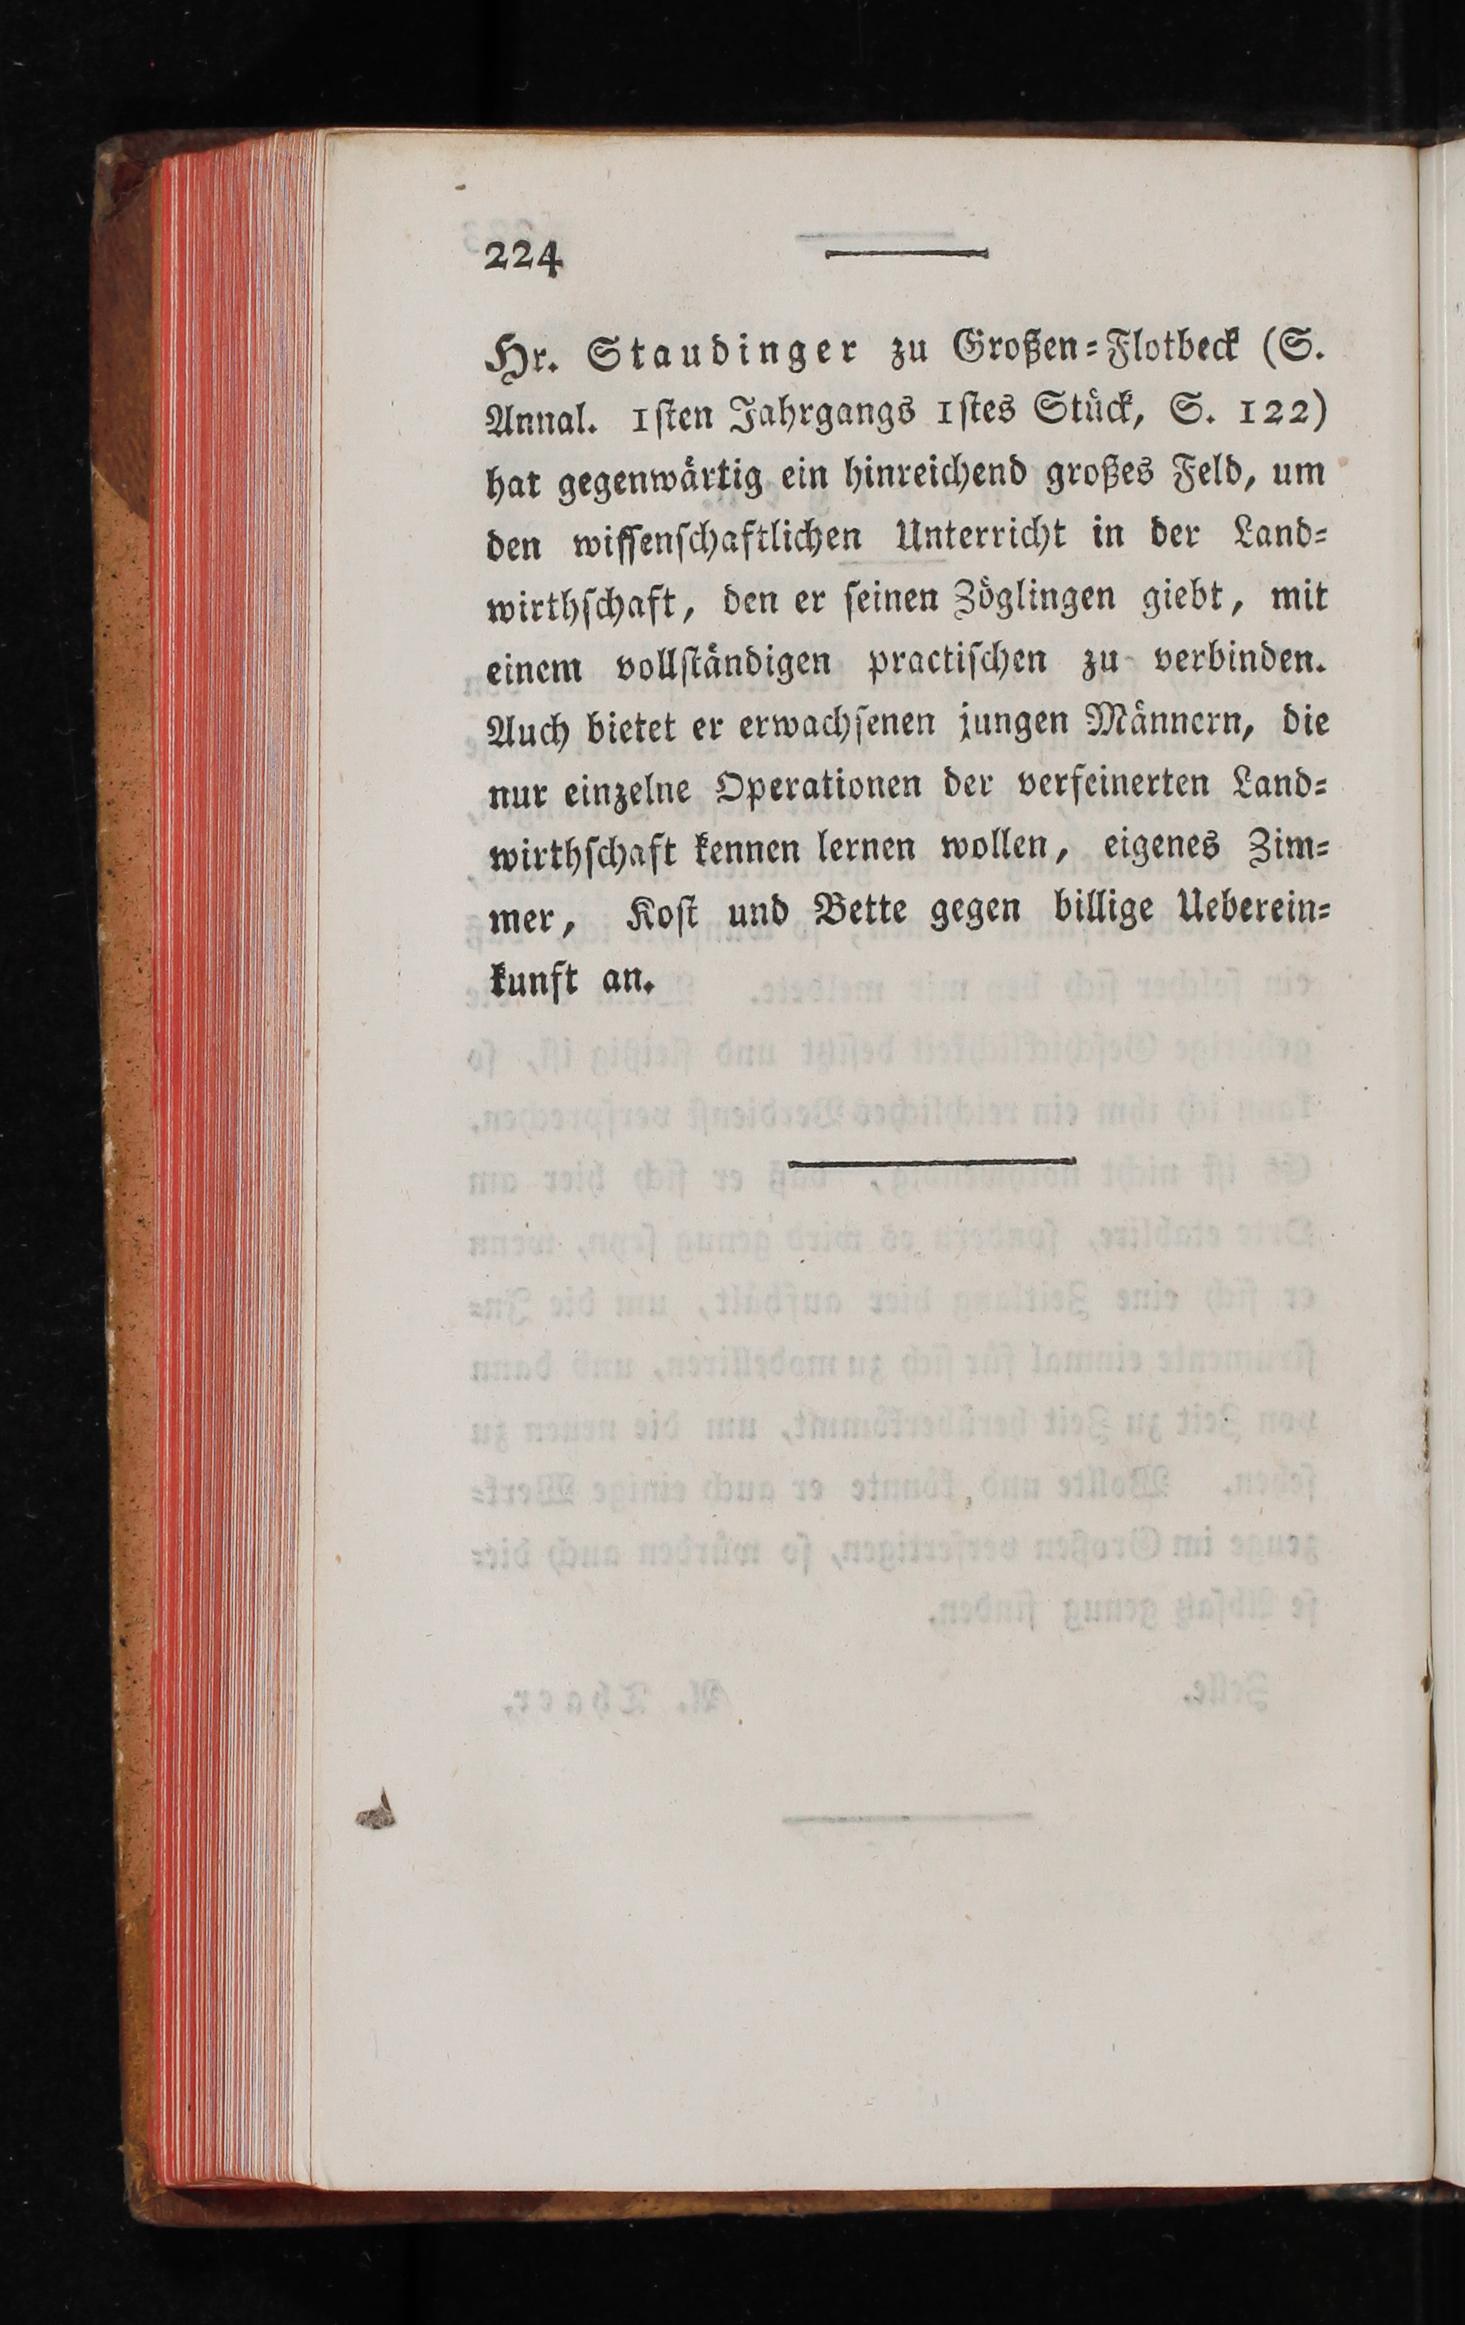 224
Hr. Staudinger zu Großen-Flotbeck (S.
Annal. 1sten Jahrgangs 1stes Stück, S. 122)
hat gegenwärtig ein hinreichend großes Feld, um
den wissenschaftlichen Unterricht in der Land-
wirthschaft, den er seinen Zöglingen giebt, mit
einem vollständigen practischen zu verbinden.
Auch bietet er erwachsenen jungen Männern, die
nur einzelne Operationen der verfeinerten Land-
wirthschaft kennen lernen wollen, eigenes Zim-
mer, Kost und Bette gegen billige Ueberein-
kunft an.